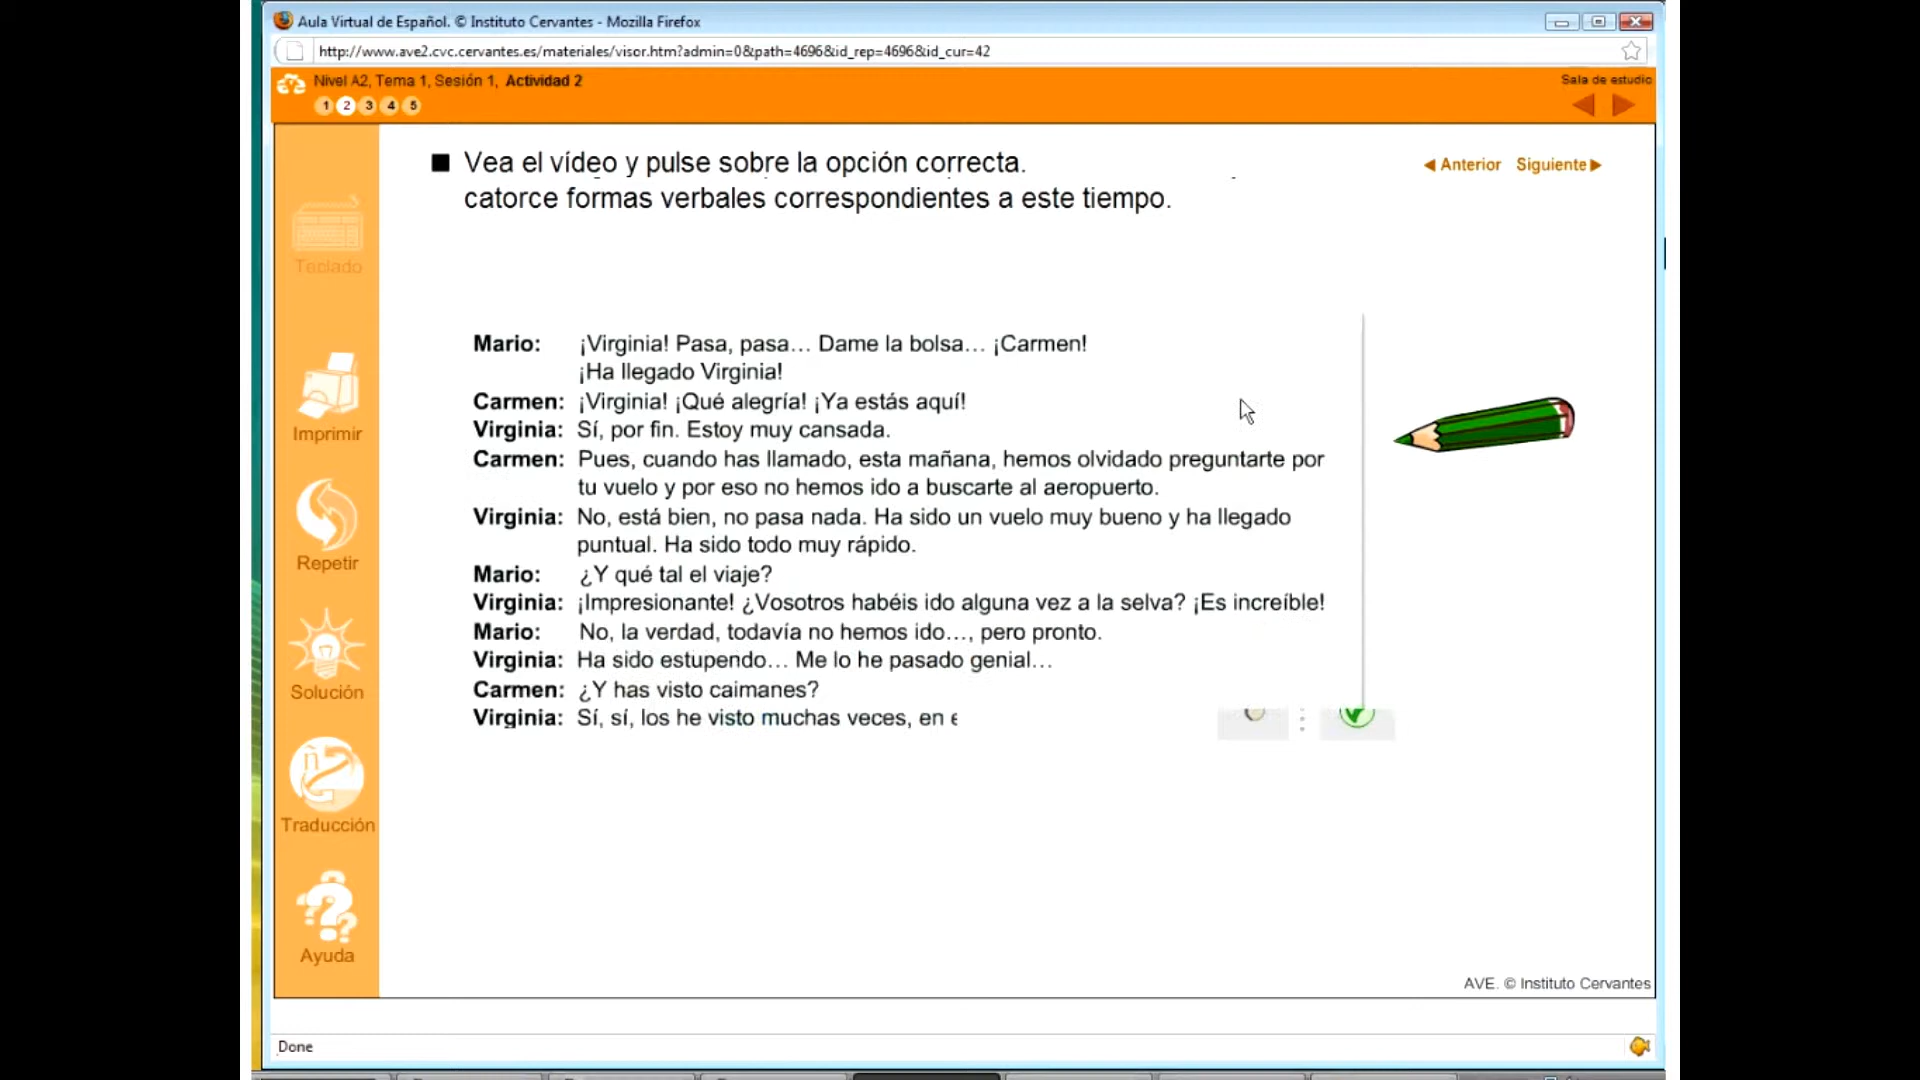 Aula Virtual de Español. © Instituto Cervantes - Mozilla Firefox
http://www.ave2.cvc.cervantes.es/materiales/visor.htm?admin=0&path=4696&id_rep=4696&id_cur=42
Nivel A2, Tema 1, Sesión 1, Actividad 2
Sala de estudio
1 2 3 4 5
Vea el vídeo y pulse sobre la opción correcta.
Anterior Siguiente
catorce formas verbales correspondientes a este tiempo.
Teclado
Mario: ¡Virginia! Pasa, pasa… Dame la bolsa… ¡Carmen!
¡Ha llegado Virginia!
Carmen: ¡Virginia! ¡Qué alegría! ¡Ya estás aquí!
Virginia: Sí, por fin. Estoy muy cansada.
Imprimir
Carmen: Pues, cuando has llamado, esta mañana, hemos olvidado preguntarte por
tu vuelo y por eso no hemos ido a buscarte al aeropuerto.
Virginia: No, está bien, no pasa nada. Ha sido un vuelo muy bueno y ha llegado
puntual. Ha sido todo muy rápido.
Repetir
Mario: ¿Y qué tal el viaje?
Virginia: ¡Impresionante! ¿Vosotros habéis ido alguna vez a la selva? ¡Es increíble!
Mario: No, la verdad, todavía no hemos ido…, pero pronto.
Virginia: Ha sido estupendo… Me lo he pasado genial…
Carmen: ¿Y has visto caimanes?
Solución
Virginia: Sí, sí, los he visto muchas veces, en
Traducción
Ayuda
AVE. © Instituto Cervantes
Done